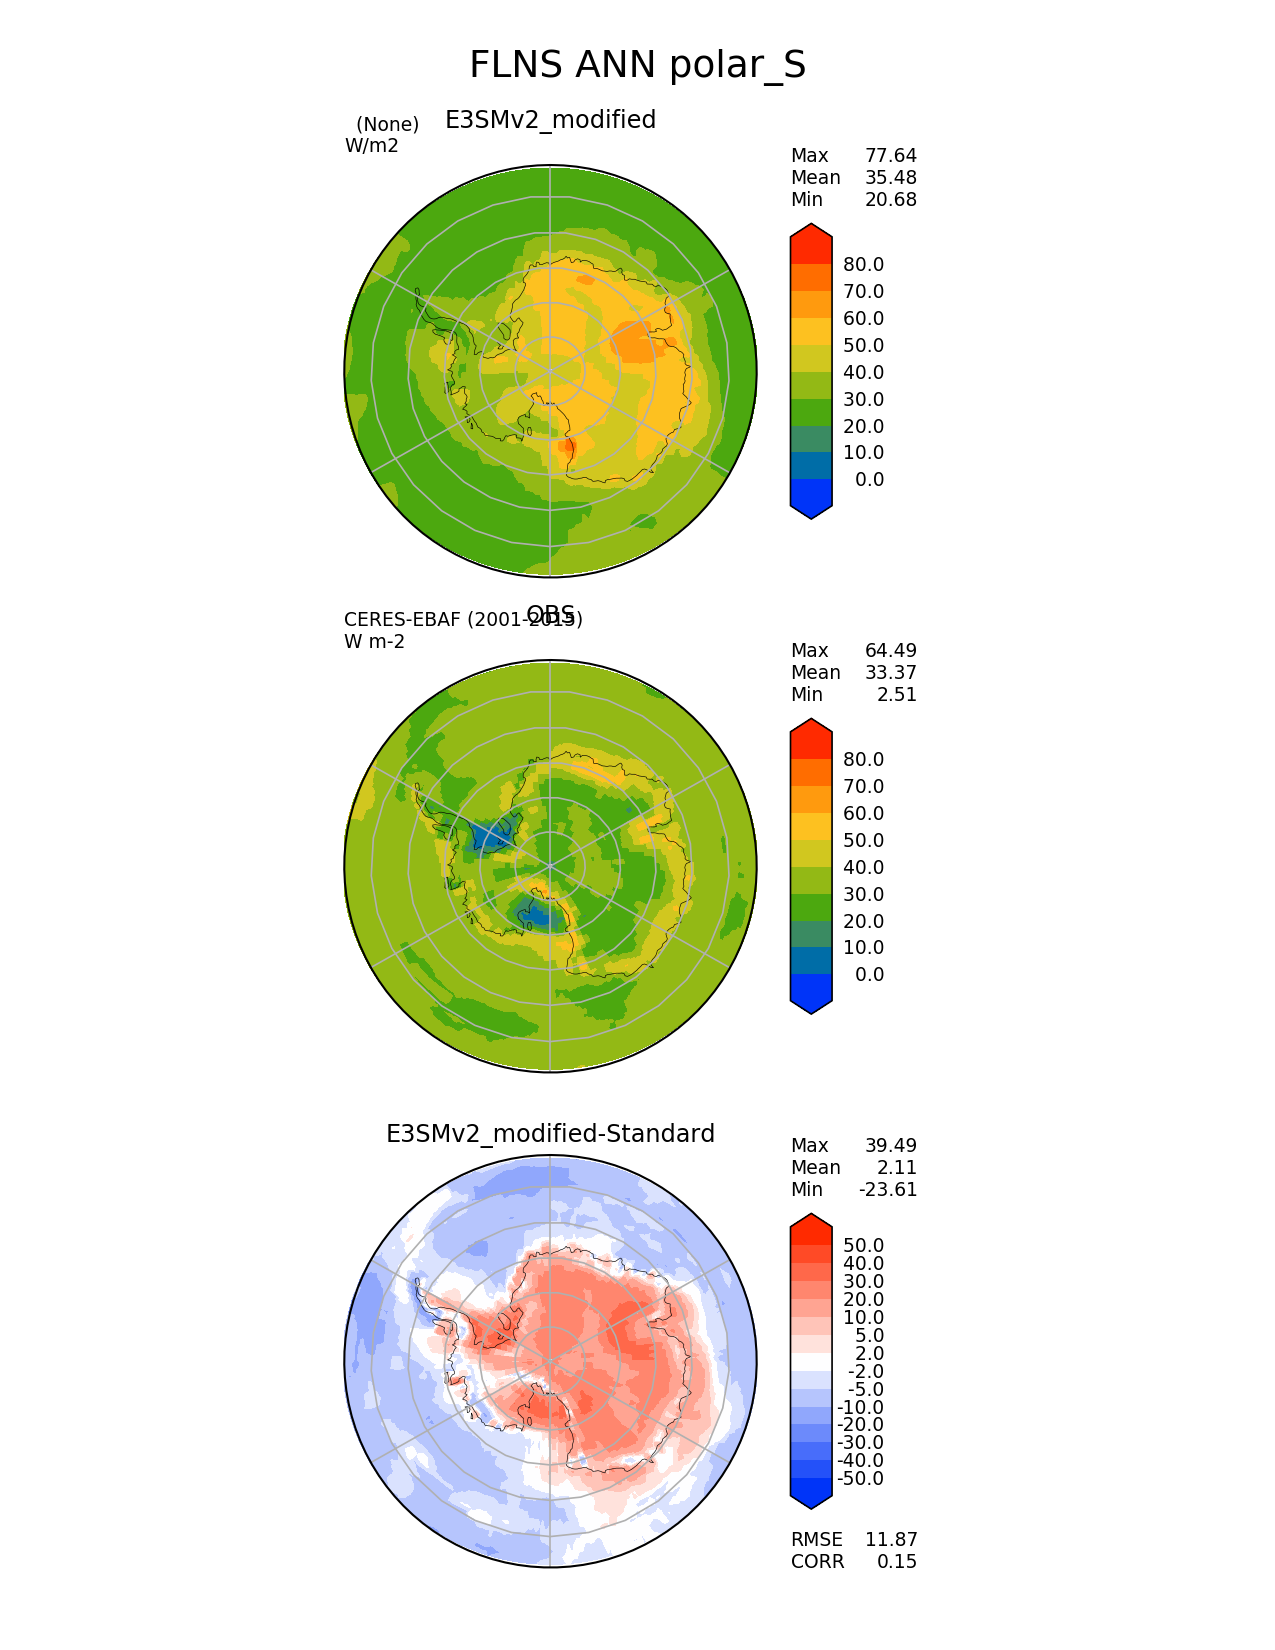 FLNS ANN polar_S
(None)
E3SMv2_modified
W/m2
Max 77.64
Mean 35.48
Min 20.68
80.0
70.0
60.0
50.0
40.0
30.0
20.0
10.0
0.0
OBS
CERES-EBAF (2001-2015)
W m-2
Max 64.49
Mean 33.37
Min 2.51
80.0
70.0
60.0
50.0
40.0
30.0
20.0
10.0
0.0
E3SMv2_modified-Standard
Max 39.49
Mean 2.11
Min -23.61
50.0
40.0
30.0
20.0
10.0
5.0
2.0
-2.0
-5.0
-10.0
-20.0
-30.0
-40.0
-50.0
RMSE 11.87
CORR 0.15